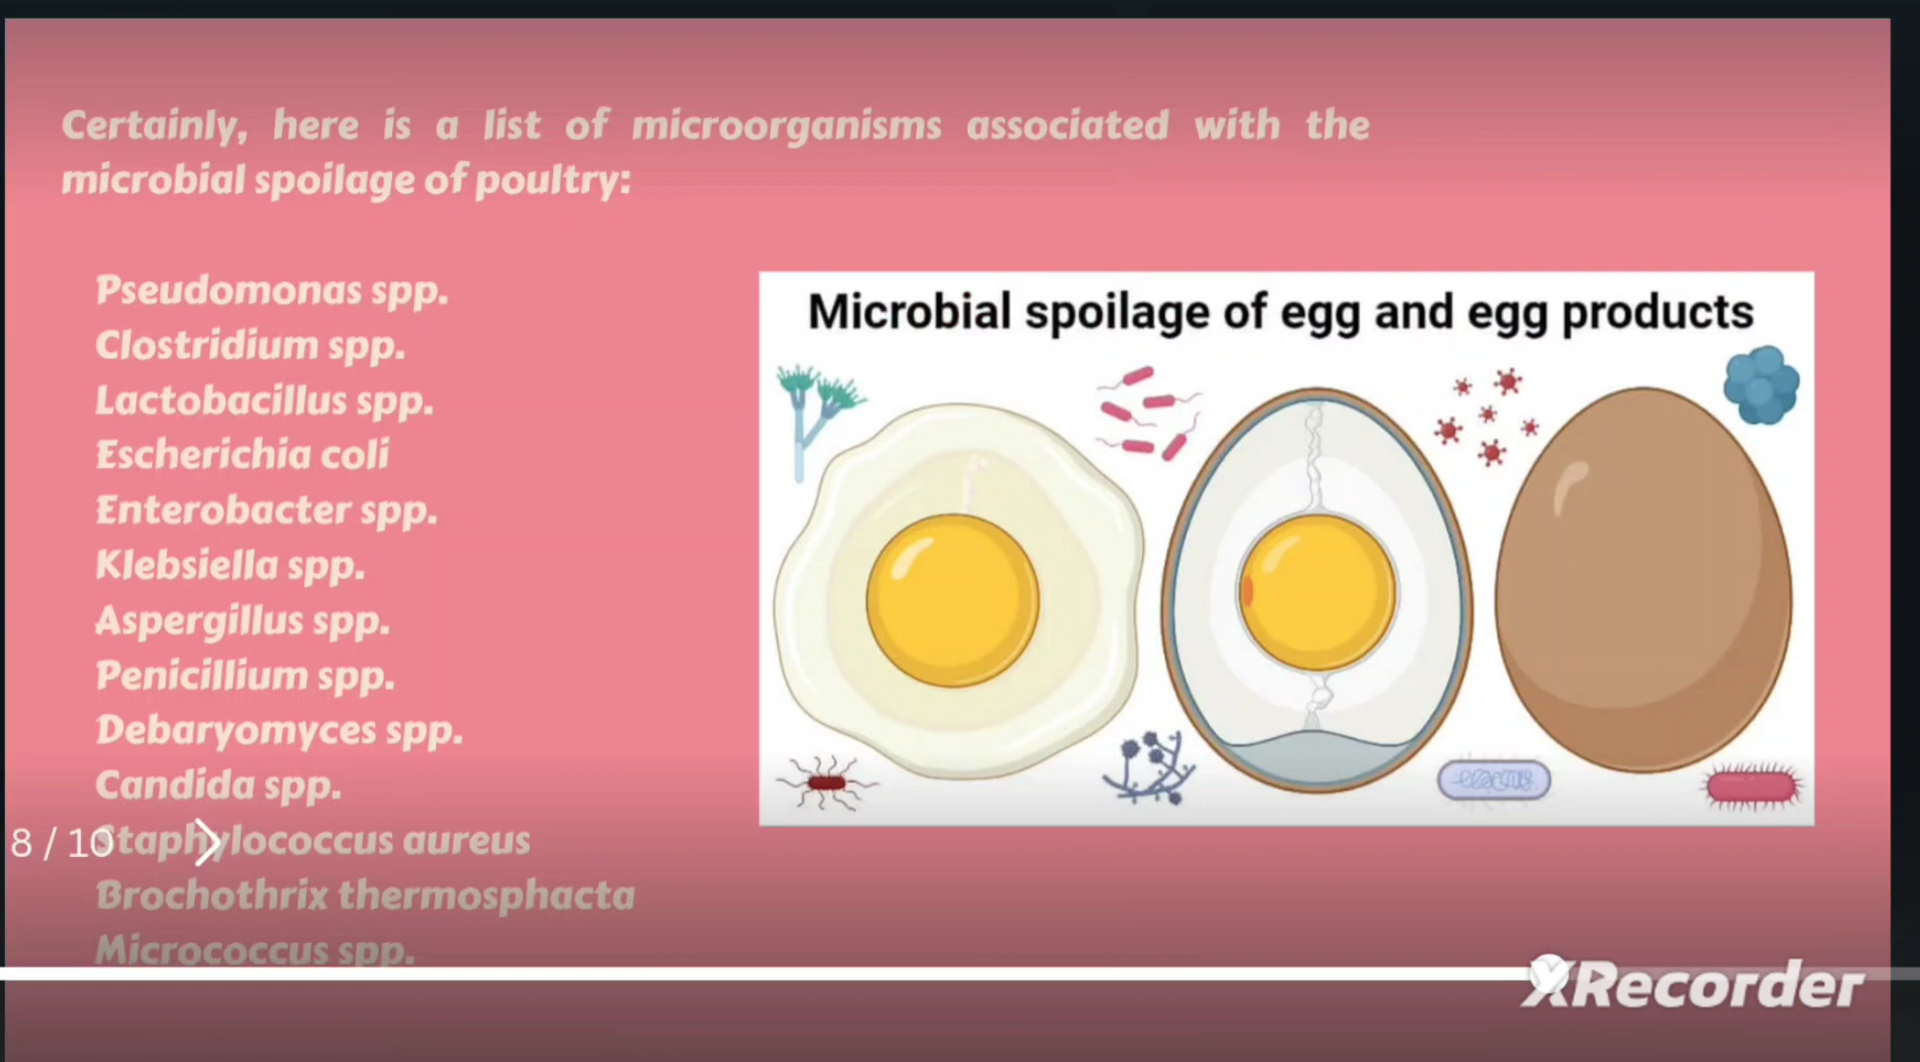 Certainly, here is a list of microorganisms associated with the
microbial spoilage of poultry:
Pseudomonas spp.
Clostridium spp.
Lactobacillus spp.
Escherichia coli
Enterobacter spp.
Klebsiella spp.
Aspergillus spp.
Penicillium spp.
Debaryomyces spp.
Candida spp.
Staphylococcus aureus
Brochothrix thermosphacta
Micrococcus spp.
Microbial spoilage of egg and egg products
8 / 10
XRecorder